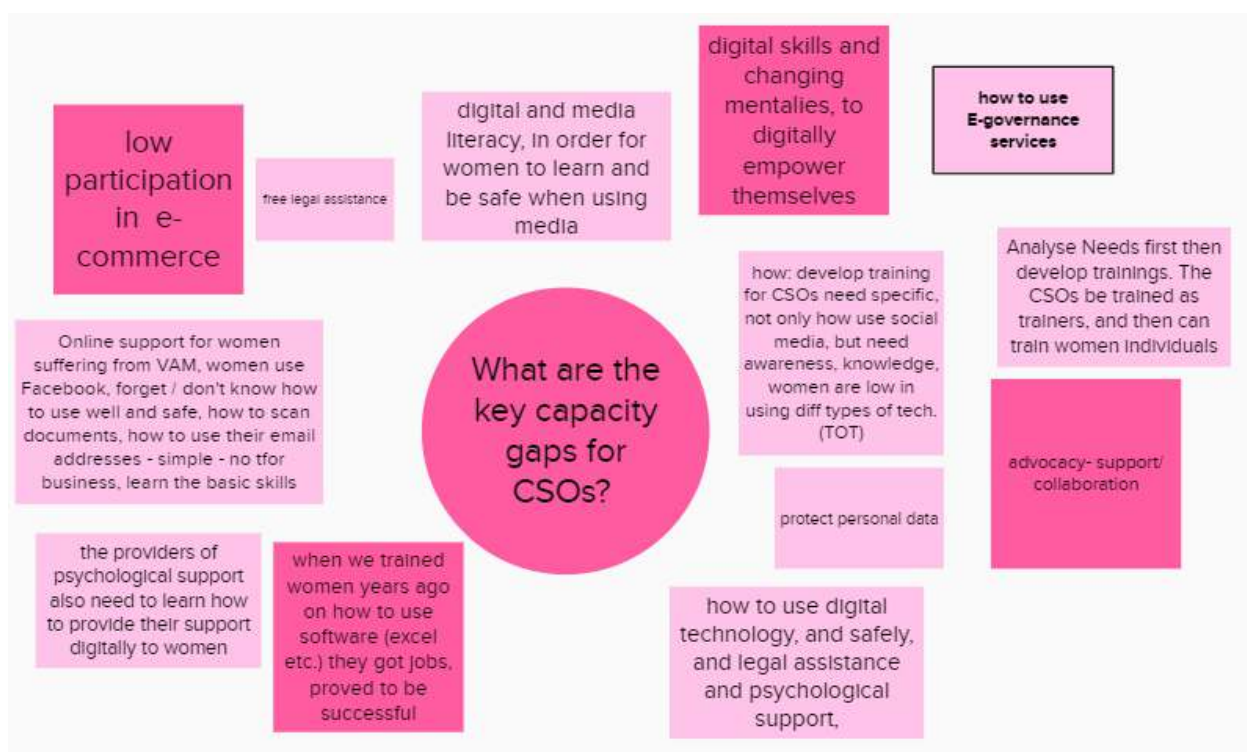 low
participation
in e-
commerce
free legal assistance
digital and media
literacy, in order for
women to learn and
be safe when using
media
digital skills and
changing
mentalies, to
digitally
empower
themselves
how to use
E-governance
services
Online support for women
suffering from VAM, women use
Facebook, forget / don't know how
to use well and safe, how to scan
documents, how to use their email
addresses - simple - no tfor
business, learn the basic skills
What are the
key capacity
gaps for
CSOs?
how: develop training
for CSOs need specific,
not only how use social
media, but need
awareness, knowledge,
women are low in
using diff types of tech.
(TOT)
Analyse Needs first then
develop trainings. The
CSOs be trained as
trainers, and then can
train women individuals
advocacy- support/
collaboration
protect personal data
the providers of
psychological support
also need to learn how
to provide their support
digitally to women
when we trained
women years ago
on how to use
software (excel
etc.) they got jobs,
proved to be
successful
how to use digital
technology, and safely,
and legal assistance
and psychological
support,